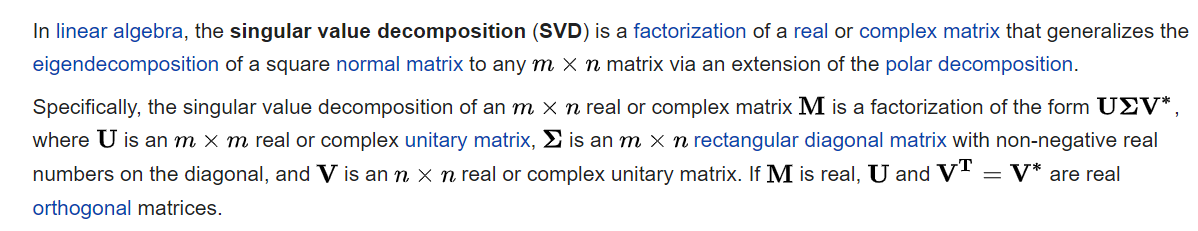 In linear algebra, the singular value decomposition (SVD) is a factorization of a real or complex matrix that generalizes the
eigendecomposition of a square normal matrix to any m × n matrix via an extension of the polar decomposition.
Specifically, the singular value decomposition of an m × n real or complex matrix M is a factorization of the form UΣV*,
where U is an m × m real or complex unitary matrix, Σ is an m × n rectangular diagonal matrix with non-negative real
numbers on the diagonal, and V is an n × n real or complex unitary matrix. If M is real, U and Vᵀ = V* are real
orthogonal matrices.